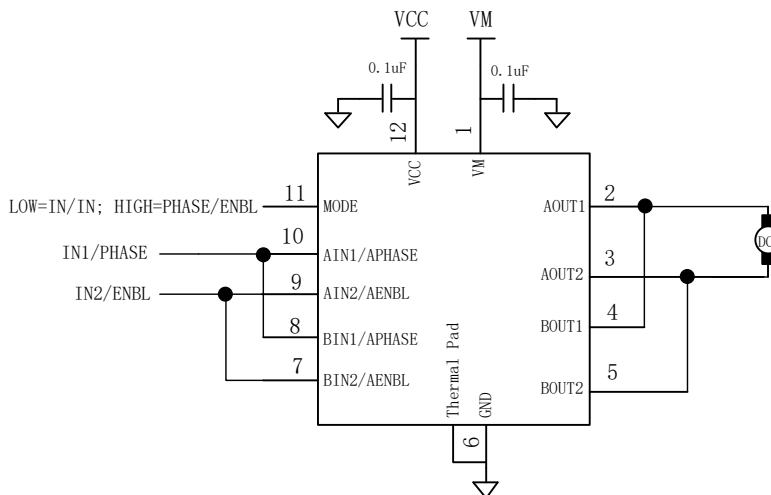 VCC VM
0.1uF 0.1uF
12 1
VCC VM
LOW=IN/IN; HIGH=PHASE/ENBL 11 MODE AOUT1 2
IN1/PHASE 10 AIN1/APHASE
DC
AOUT2 3
IN2/ENBL 9 AIN2/AENBL
8 BIN1/APHASE BOUT1 4
7 BIN2/AENBL BOUT2 5
Thermal Pad GND
6